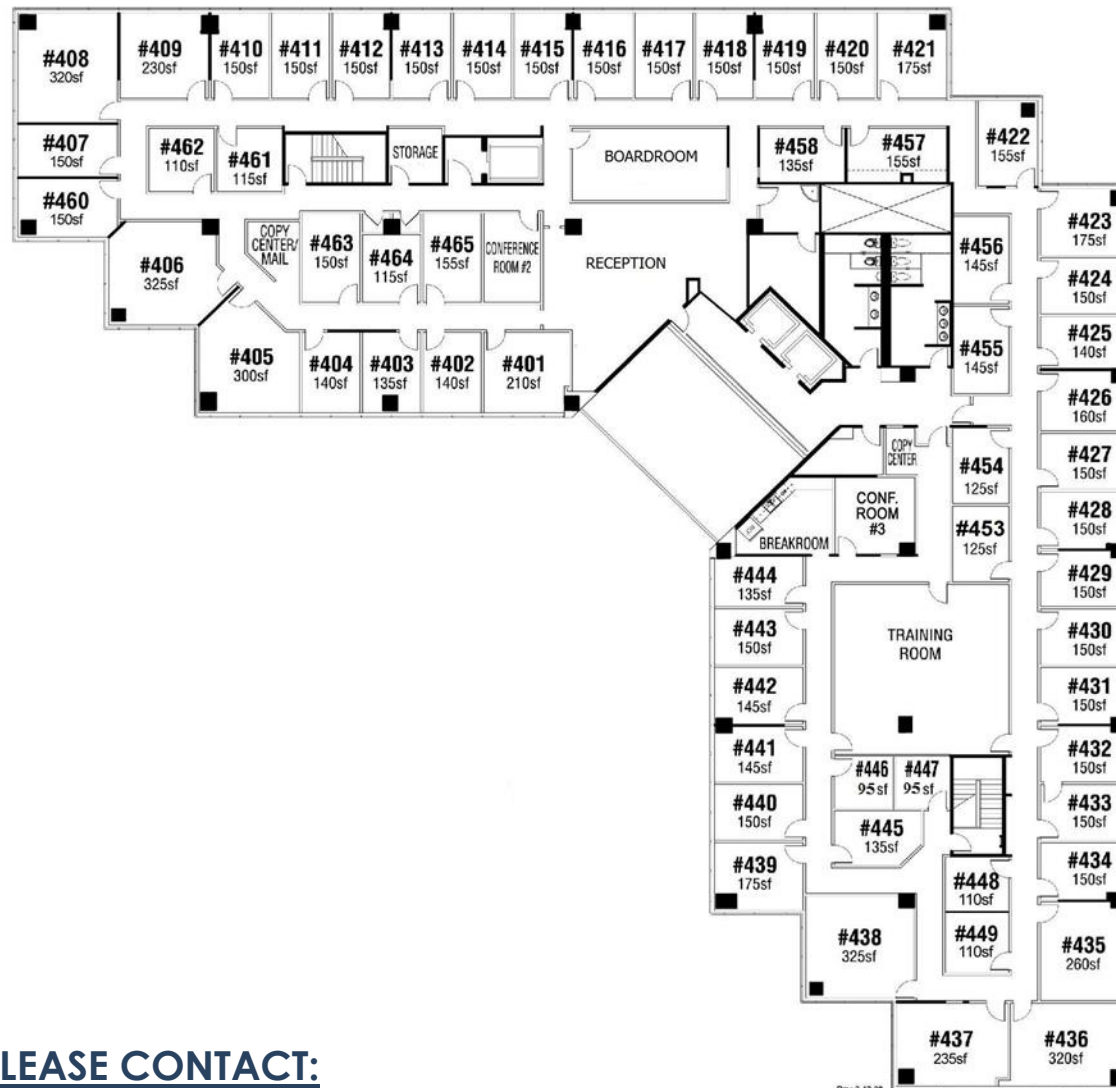 #408
320sf
#409
230sf
#410
150sf
#411
150sf
#412
150sf
#413
150sf
#414
150sf
#415
150sf
#416
150sf
#417
150sf
#418
150sf
#419
150sf
#420
150sf
#421
175sf
#407
150sf
#462
110sf
#461
115sf
STORAGE
BOARDROOM
#458
135sf
#457
155sf
#422
155sf
#460
150sf
#406
325sf
COPY
CENTER/
MAIL
#463
150sf
#464
115sf
#465
155sf
CONFERENCE
ROOM #2
RECEPTION
#456
145sf
#423
175sf
#424
150sf
#405
300sf
#404
140sf
#403
135sf
#402
140sf
#401
210sf
#455
145sf
#425
140sf
#426
160sf
COPY
CENTER
#454
125sf
#427
150sf
CONF.
ROOM
#3
BREAKROOM
#453
125sf
#428
150sf
#444
135sf
#429
150sf
#443
150sf
TRAINING
ROOM
#430
150sf
#442
145sf
#431
150sf
#441
145sf
#446
95sf
#447
95sf
#432
150sf
#440
150sf
#445
135sf
#433
150sf
#439
175sf
#448
110sf
#434
150sf
#438
325sf
#449
110sf
#435
260sf
#437
235sf
#436
320sf
LEASE CONTACT: